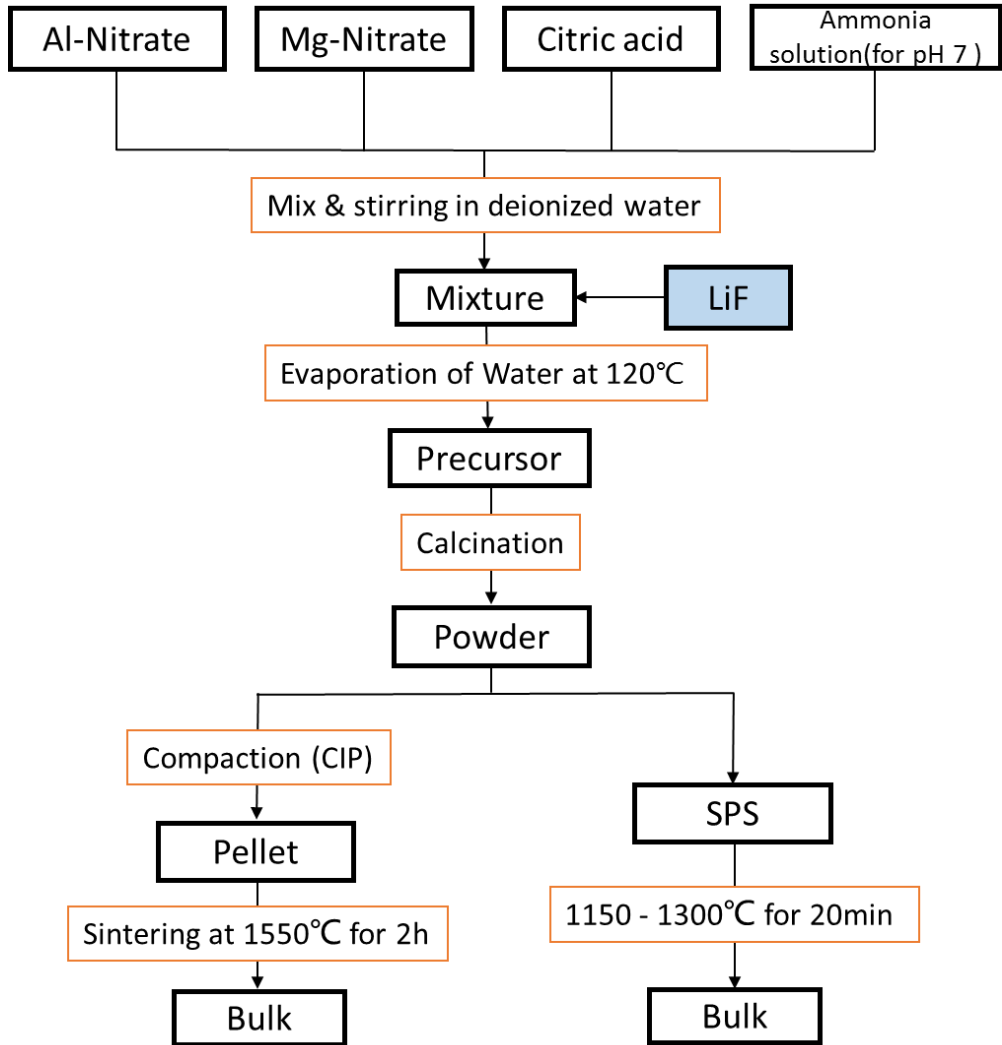 Al-Nitrate
Mg-Nitrate
Citric acid
Ammonia
solution(for pH 7 )
Mix & stirring in deionized water
Mixture
LiF
Evaporation of Water at 120℃
Precursor
Calcination
Powder
Compaction (CIP)
SPS
Pellet
1150 - 1300℃ for 20min
Sintering at 1550℃ for 2h
Bulk
Bulk